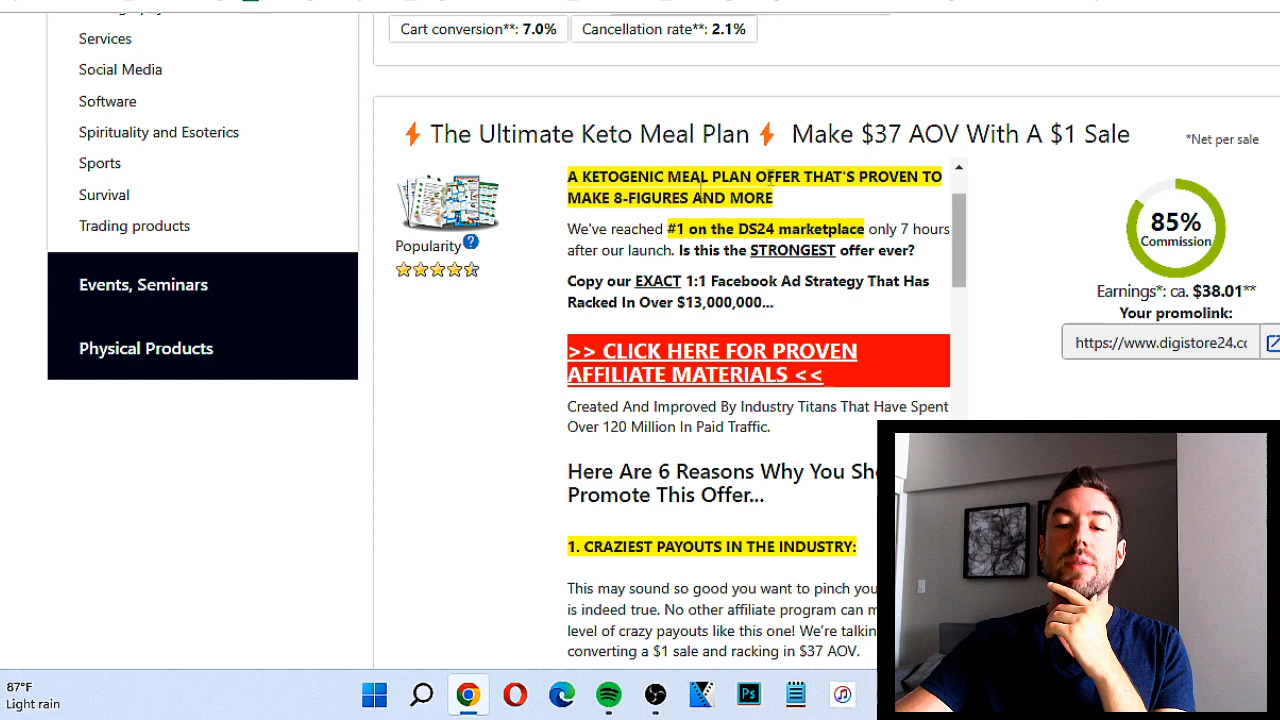 Cart conversion**: 7.0%
Cancellation rate**: 2.1%
Services
Social Media
Software
Spirituality and Esoterics
Sports
Survival
Trading products
Events, Seminars
Physical Products
The Ultimate Keto Meal Plan
Make $37 AOV With A $1 Sale
*Net per sale
Popularity ?
A KETOGENIC MEAL PLAN OFFER THAT'S PROVEN TO
MAKE 8-FIGURES AND MORE
We've reached #1 on the DS24 marketplace only 7 hours
after our launch. Is this the STRONGEST offer ever?
Copy our EXACT 1:1 Facebook Ad Strategy That Has
Racked In Over $13,000,000...
>> CLICK HERE FOR PROVEN
AFFILIATE MATERIALS <<
Created And Improved By Industry Titans That Have Spent
Over 120 Million In Paid Traffic.
Here Are 6 Reasons Why You Sh
Promote This Offer...
1. CRAZIEST PAYOUTS IN THE INDUSTRY:
This may sound so good you want to pinch you
is indeed true. No other affiliate program can
level of crazy payouts like this one! We're talkin
converting a $1 sale and racking in $37 AOV.
85%
Commission
Earnings*: ca. $38.01**
Your promolink:
https://www.digistore24.c
87°F
Light rain
Ps